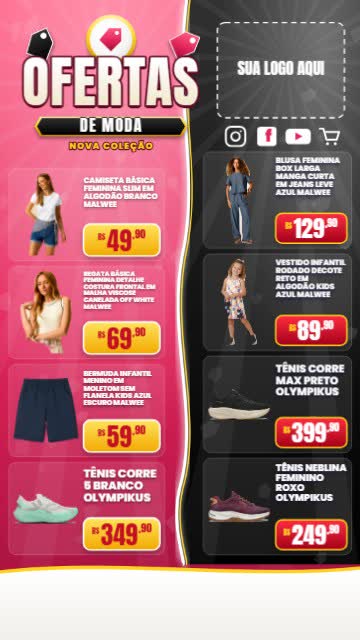 OFERTAS
DE MODA
NOVA COLEÇÃO
CAMISETA BÁSICA
FEMININA SLIM EM
ALGODÃO BRANCO
MALWEE
R$ 49,90
REGATA BÁSICA
FEMININA DETALHE
COSTURA FRONTAL EM
MALHA VISCOSE
CANELADA OFF WHITE
MALWEE
R$ 69,90
BERMUDA INFANTIL
MENINO EM
MOLETOM SEM
FLANELA KIDS AZUL
ESCURO MALWEE
R$ 59,90
TÊNIS CORRE
5 BRANCO
OLYMPIKUS
R$ 349,90
SUA LOGO AQUI
BLUSA FEMININA
BOX LARGA
MANGA CURTA
EM JEANS LEVE
AZUL MALWEE
R$ 129,90
VESTIDO INFANTIL
RODADO DECOTE
RETO EM
ALGODÃO KIDS
AZUL MALWEE
R$ 89,90
TÊNIS CORRE
MAX PRETO
OLYMPIKUS
R$ 399,90
TÊNIS NEBLINA
FEMININO
ROXO
OLYMPIKUS
R$ 249,90